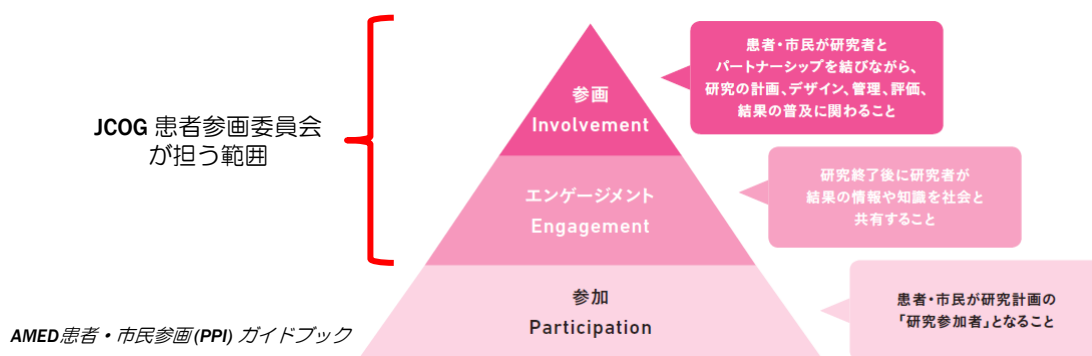 JCOG 患者参画委員会
が担う範囲
参画
Involvement
患者・市民が研究者と
パートナーシップを結びながら、
研究の計画、デザイン、管理、評価、
結果の普及に関わること
エンゲージメント
Engagement
研究終了後に研究者が
結果の情報や知識を社会と
共有すること
参加
Participation
患者・市民が研究計画の
「研究参加者」となること
AMED患者・市民参画(PPI) ガイドブック